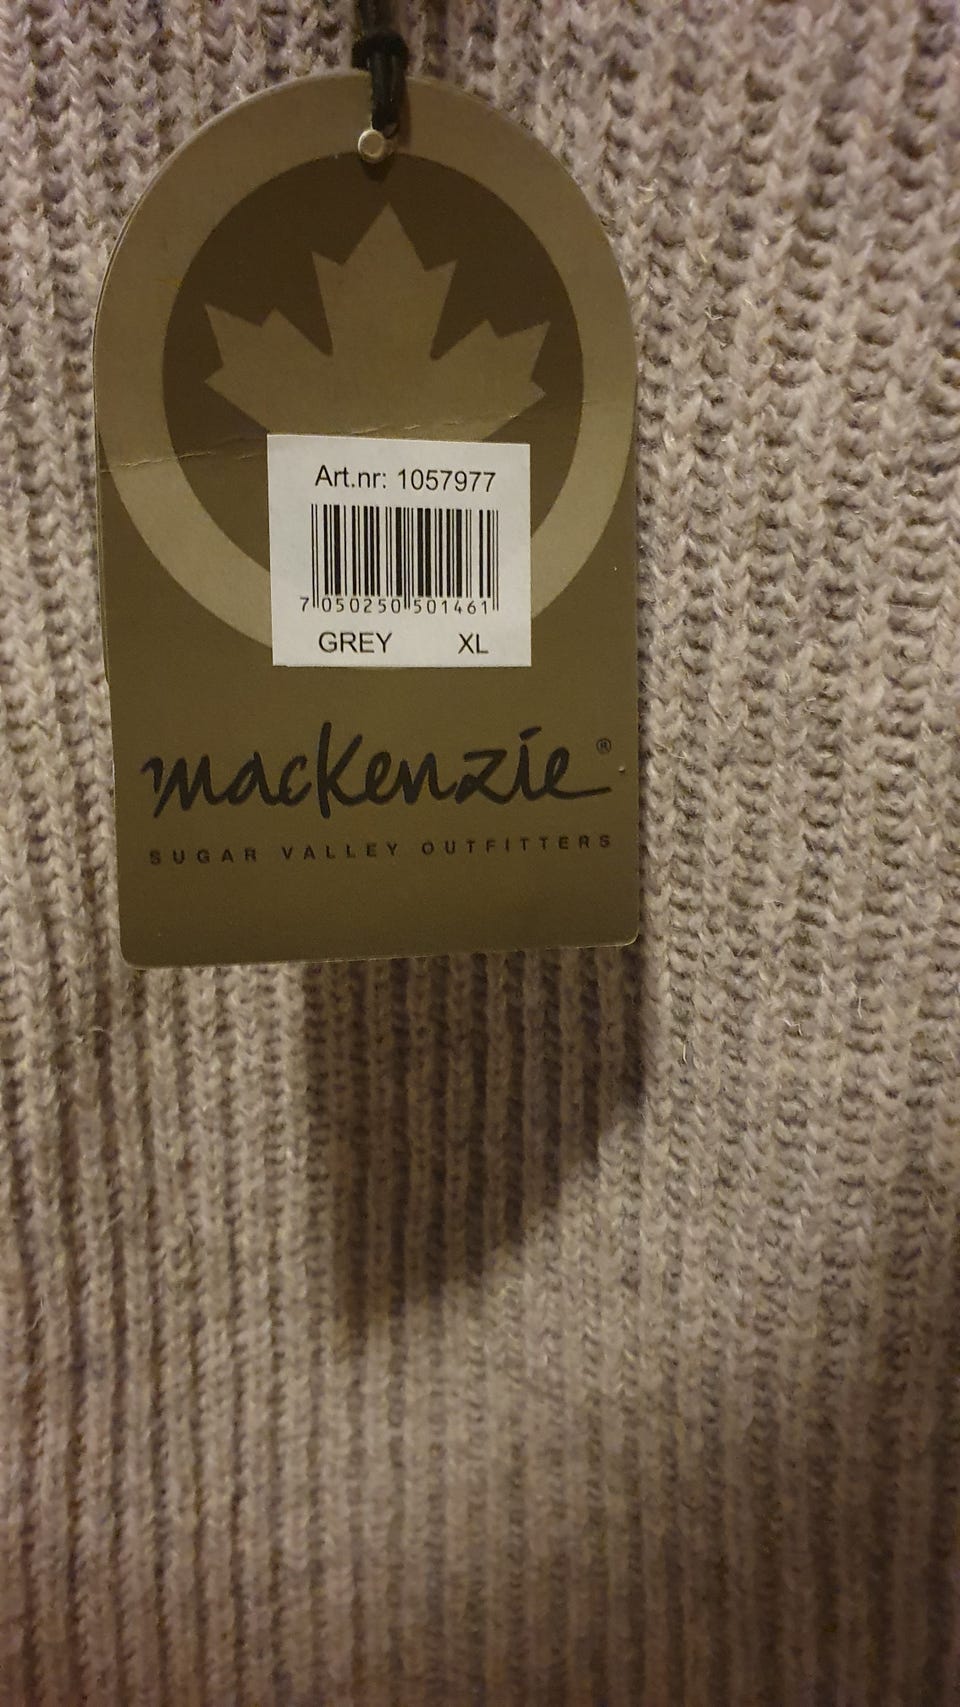 Art.nr: 1057977
7 050250 501461
GREY XL
mackenzie®
SUGAR VALLEY OUTFITTERS